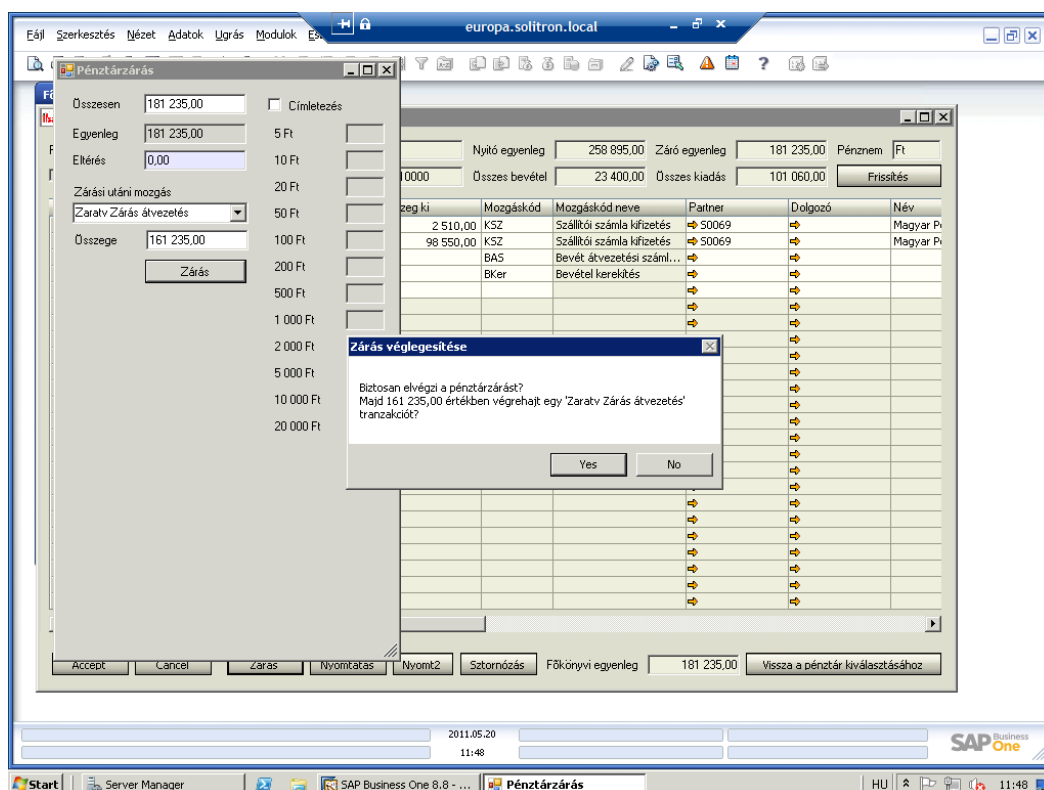 europa.solitron.local
Fájl Szerkesztés Nézet Adatok Ugrás Modulok
Pénztárzárás
Összesen 181 235,00 Címletezés
Egyenleg 181 235,00 5 Ft
Eltérés 0,00 10 Ft
Zárási utáni mozgás 20 Ft
Zaratv Zárás átvezetés 50 Ft
Összege 161 235,00 100 Ft
Zárás 200 Ft
500 Ft
1 000 Ft
2 000 Ft
5 000 Ft
10 000 Ft
20 000 Ft
Nyitó egyenleg 258 895,00 Záró egyenleg 181 235,00 Pénznem Ft
Összes bevétel 23 400,00 Összes kiadás 101 060,00 Frissítés
Mozgáskód Mozgáskód neve Partner Dolgozó Név
2 510,00 KSZ Szállítói számla kifizetés S0069 Magyar
98 550,00 KSZ Szállítói számla kifizetés S0069 Magyar
BAS Bevét átvezetési száml...
BKer Bevétel kerekítés
Zárás véglegesítése
Biztosan elvégzi a pénztárzárást?
Majd 161 235,00 értékben végrehajt egy 'Zaratv Zárás átvezetés'
tranzakciót?
Yes No
Accept Cancel Zárás Nyomtatás Nyomt2 Sztornózás Főkönyvi egyenleg 181 235,00 Vissza a pénztár kiválasztásához
2011.05.20
11:48
SAP Business One
Start Server Manager SAP Business One 8.8 - ... Pénztárzárás HU 11:48